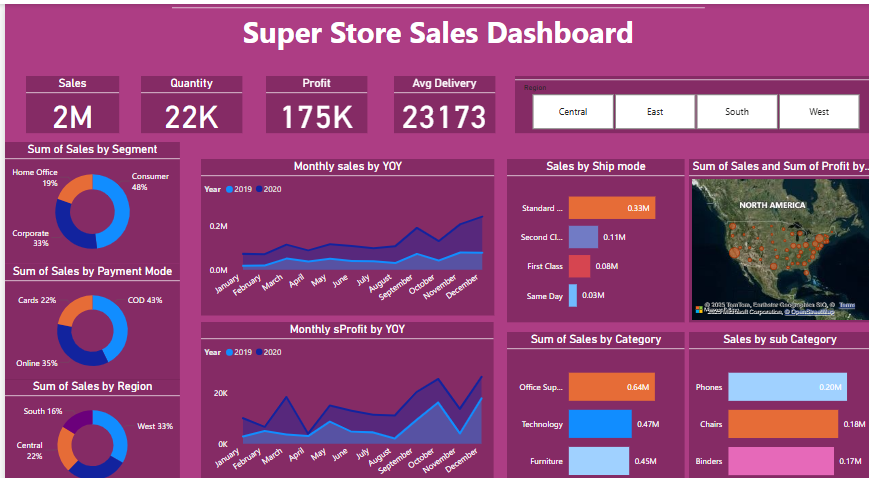 Super Store Sales Dashboard
Sales
2M
Quantity
22K
Profit
175K
Avg Delivery
23173
Region
Central
East
South
West
Sum of Sales by Segment
Home Office
19%
Consumer
48%
Corporate
33%
Sum of Sales by Payment Mode
Cards 22%
COD 43%
Online 35%
Sum of Sales by Region
South 16%
West 33%
Central
22%
Monthly sales by YOY
Year 2019 2020
0.2M
0.0M
January
February
March
April
May
June
July
August
September
October
November
December
Monthly sProfit by YOY
Year 2019 2020
20K
0K
January
February
March
April
May
June
July
August
September
October
November
December
Sales by Ship mode
Standard ...
0.33M
Second Cl...
0.11M
First Class
0.08M
Same Day
0.03M
Sum of Sales and Sum of Profit by...
NORTH AMERICA
© 2025 TomTom, Earthstar Geographics SIO, © Terms
Microsoft Corporation, © OpenStreetMap
Sum of Sales by Category
Office Sup...
0.64M
Technology
0.47M
Furniture
0.45M
Sales by sub Category
Phones
0.20M
Chairs
0.18M
Binders
0.17M